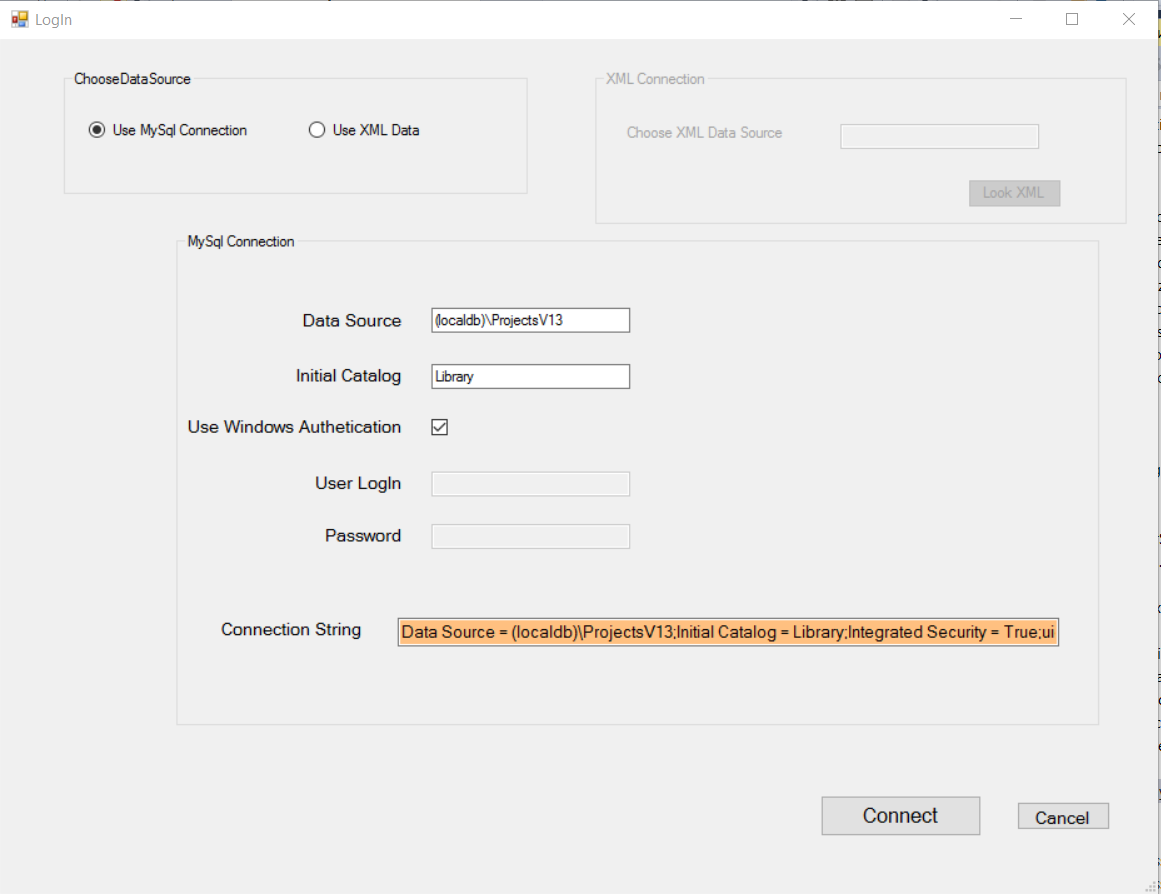 LogIn
ChooseDataSource
Use MySql Connection
Use XML Data
XML Connection
Choose XML Data Source
Look XML
MySql Connection
Data Source (localdb)\ProjectsV13
Initial Catalog Library
Use Windows Authetication
User LogIn
Password
Connection String Data Source = (localdb)\ProjectsV13;Initial Catalog = Library;Integrated Security = True;ui
Connect
Cancel